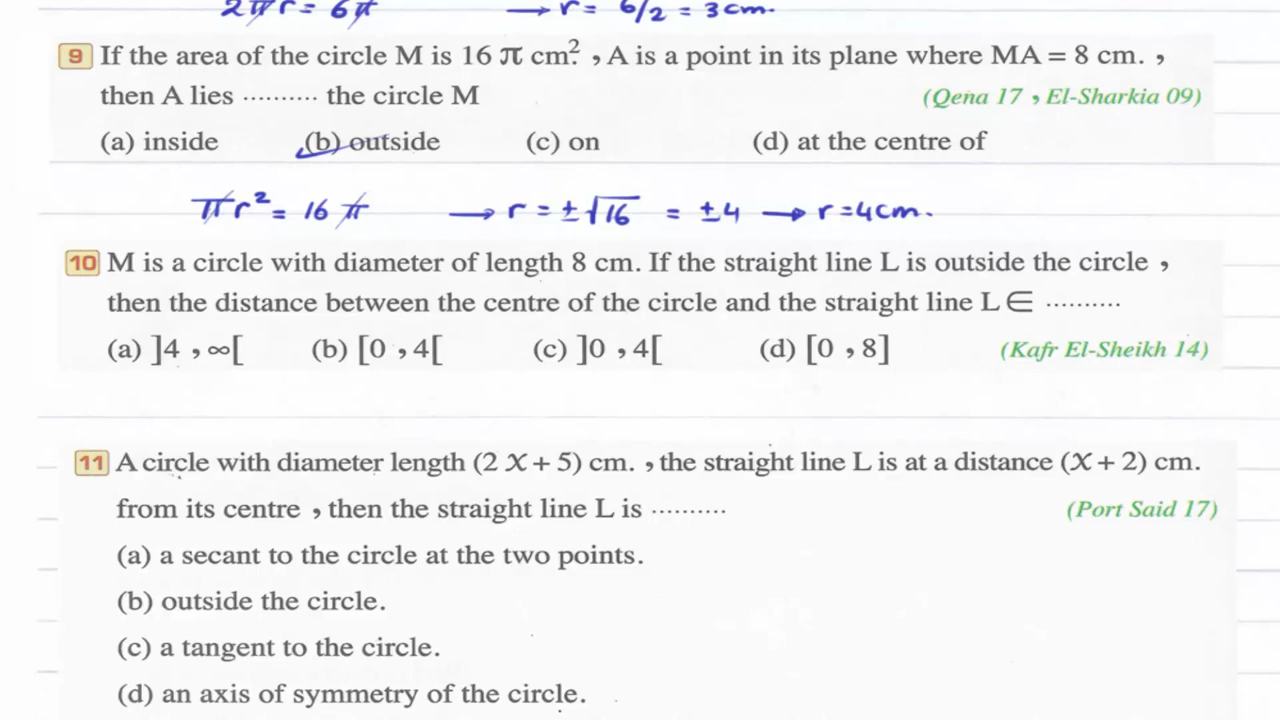 2πr = 6π → r = 6/2 = 3cm.
9 If the area of the circle M is 16 π cm² , A is a point in its plane where MA = 8 cm. ,
then A lies ·········· the circle M (Qena 17 , El-Sharkia 09)
(a) inside (b) outside (c) on (d) at the centre of
πr² = 16 π → r = ±√16 = ±4 → r = 4cm.
10 M is a circle with diameter of length 8 cm. If the straight line L is outside the circle ,
then the distance between the centre of the circle and the straight line L ∈ ··········
(a) ]4 , ∞[ (b) [0 , 4[ (c) ]0 , 4[ (d) [0 , 8] (Kafr El-Sheikh 14)
11 A circle with diameter length (2 X + 5) cm. , the straight line L is at a distance (X + 2) cm.
from its centre , then the straight line L is ·········· (Port Said 17)
(a) a secant to the circle at the two points.
(b) outside the circle.
(c) a tangent to the circle.
(d) an axis of symmetry of the circle.